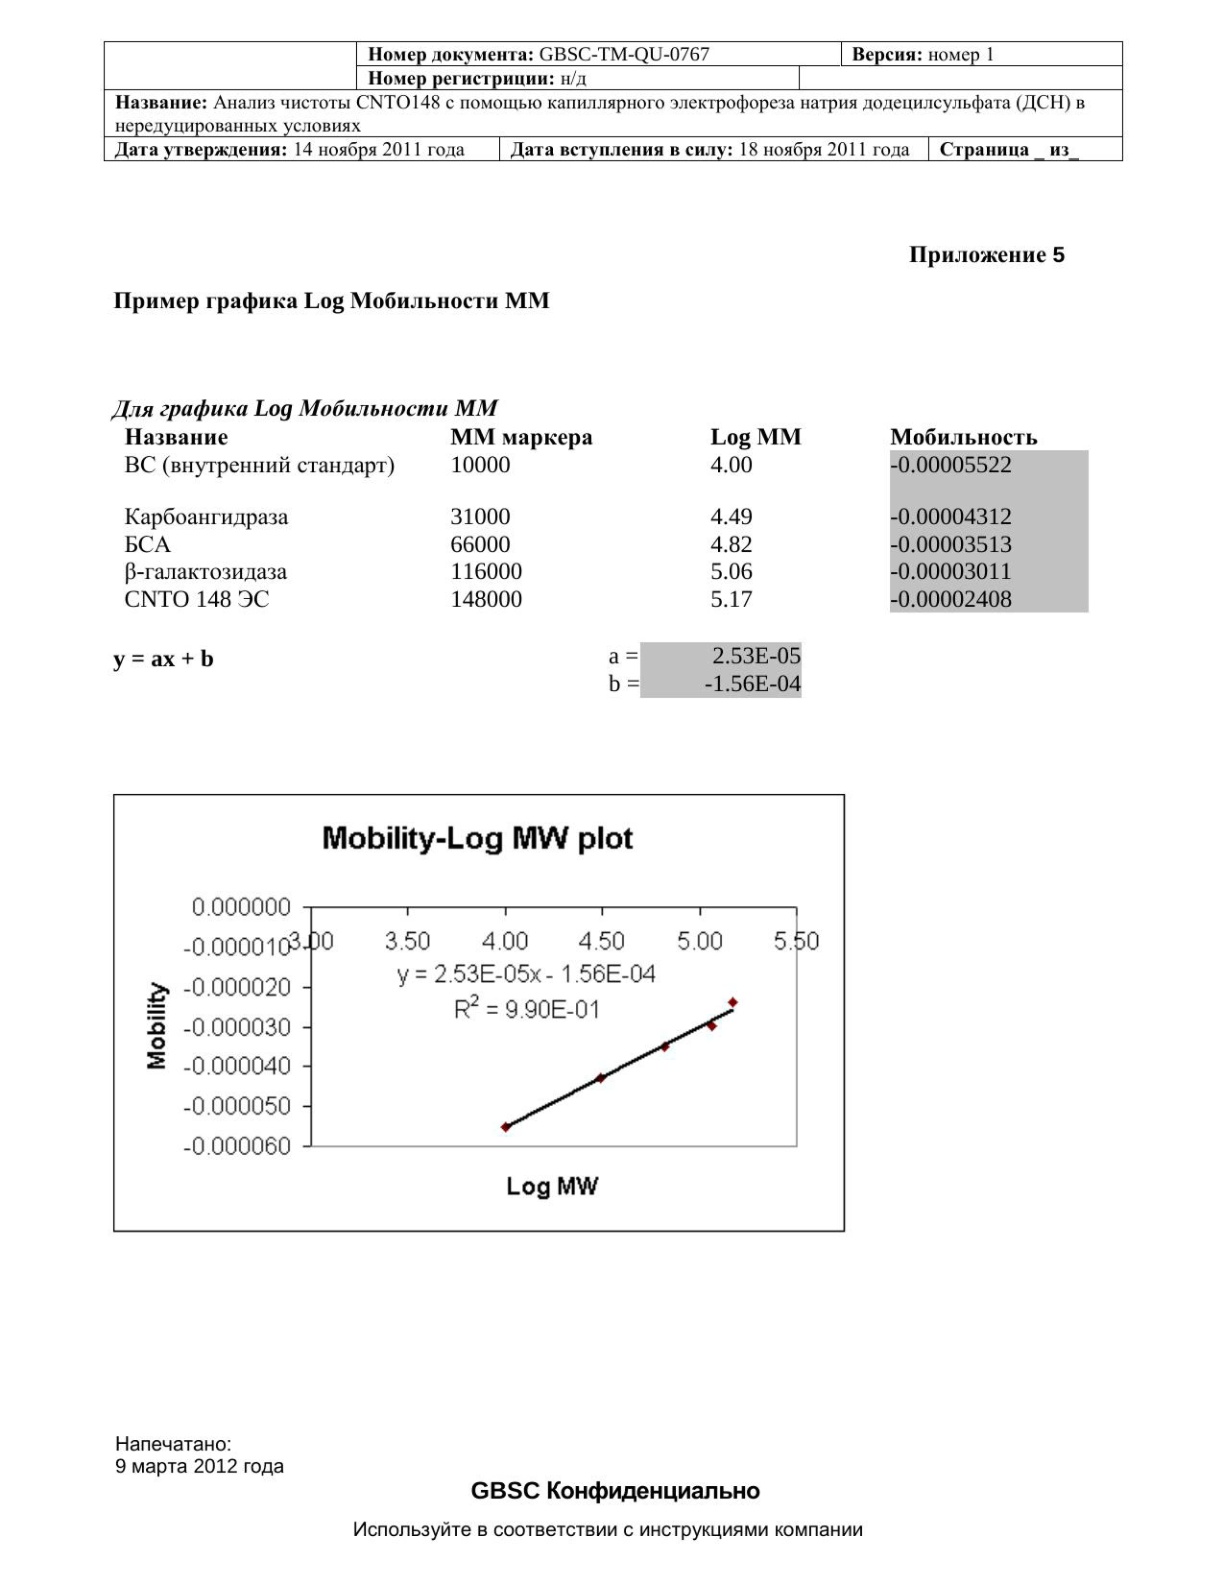 Номер документа: GBSC-TM-QU-0767 Версия: номер 1
Номер регистриции: н/д
Название: Анализ чистоты CNTO148 с помощью капиллярного электрофореза натрия додецилсульфата (ДСН) в
нередуцированных условиях
Дата утверждения: 14 ноября 2011 года Дата вступления в силу: 18 ноября 2011 года Страница _ из_
Приложение 5
Пример графика Log Мобильности ММ
Для графика Log Мобильности ММ
Название ММ маркера Log ММ Мобильность
ВС (внутренний стандарт) 10000 4.00 -0.00005522
Карбоангидраза 31000 4.49 -0.00004312
БСА 66000 4.82 -0.00003513
β-галактозидаза 116000 5.06 -0.00003011
CNTO 148 ЭС 148000 5.17 -0.00002408
y = ax + b a = 2.53E-05
b = -1.56E-04
Mobility-Log MW plot
0.000000
-0.000010 3.00 3.50 4.00 4.50 5.00 5.50
y = 2.53E-05x - 1.56E-04
-0.000020
R² = 9.90E-01
-0.000030
-0.000040
-0.000050
-0.000060
Mobility
Log MW
Напечатано:
9 марта 2012 года
GBSC Конфиденциально
Используйте в соответствии с инструкциями компании